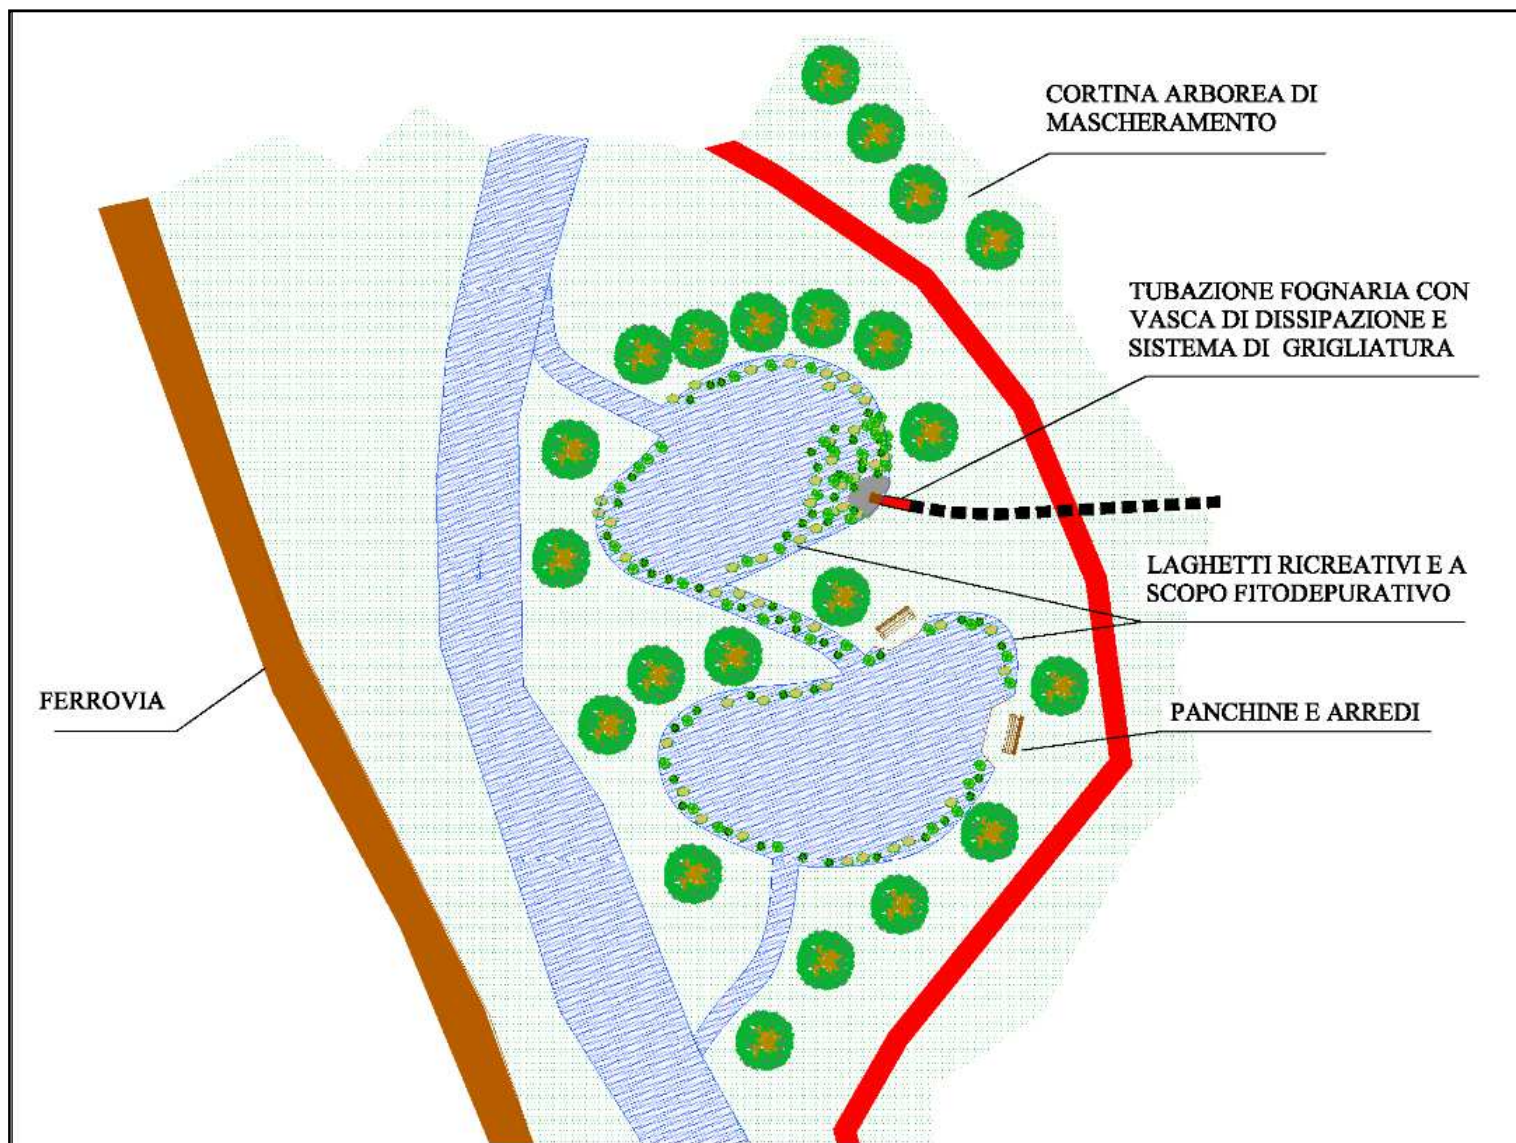 CORTINA ARBOREA DI
MASCHERAMENTO
TUBAZIONE FOGNARIA CON
VASCA DI DISSIPAZIONE E
SISTEMA DI GRIGLIATURA
LAGHETTI RICREATIVI E A
SCOPO FITODEPURATIVO
FERROVIA
PANCHINE E ARREDI